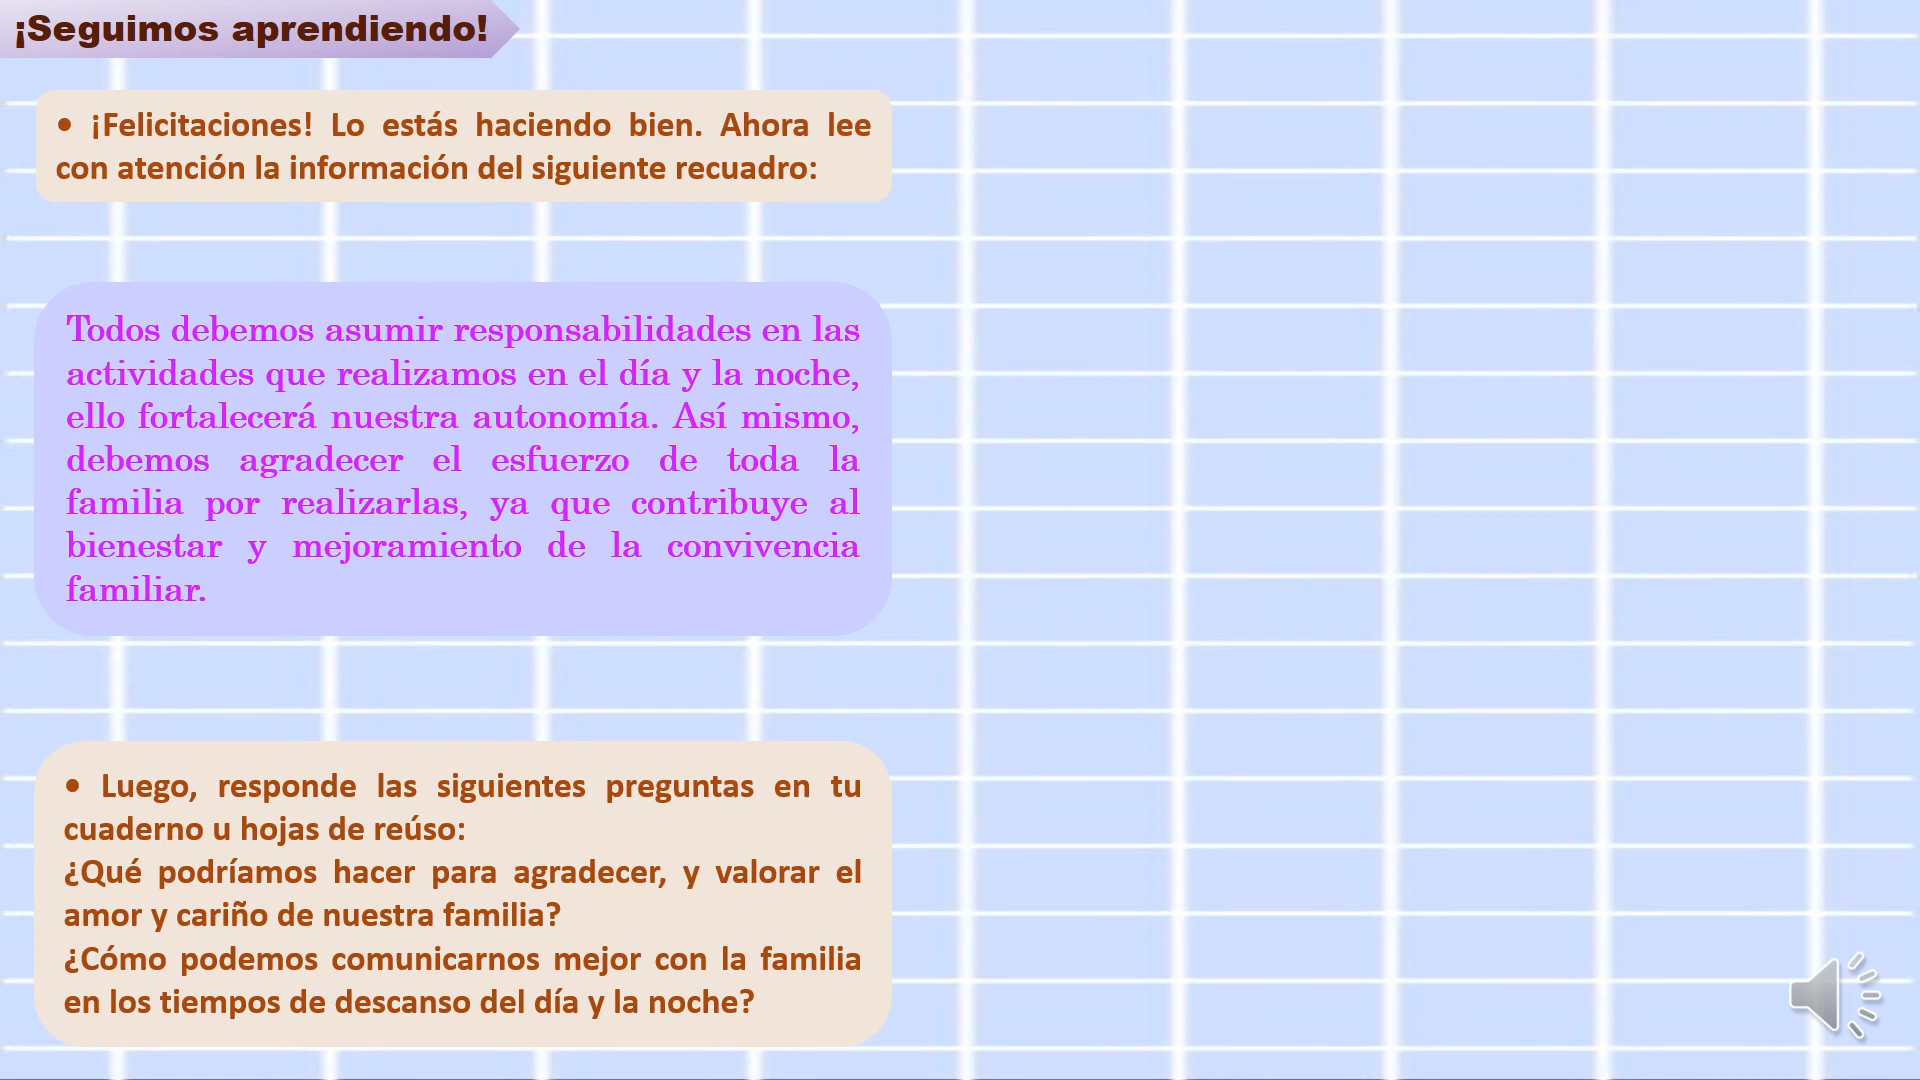 ¡Seguimos aprendiendo!
• ¡Felicitaciones! Lo estás haciendo bien. Ahora lee
con atención la información del siguiente recuadro:
Todos debemos asumir responsabilidades en las
actividades que realizamos en el día y la noche,
ello fortalecerá nuestra autonomía. Así mismo,
debemos agradecer el esfuerzo de toda la
familia por realizarlas, ya que contribuye al
bienestar y mejoramiento de la convivencia
familiar.
• Luego, responde las siguientes preguntas en tu
cuaderno u hojas de reúso:
¿Qué podríamos hacer para agradecer, y valorar el
amor y cariño de nuestra familia?
¿Cómo podemos comunicarnos mejor con la familia
en los tiempos de descanso del día y la noche?